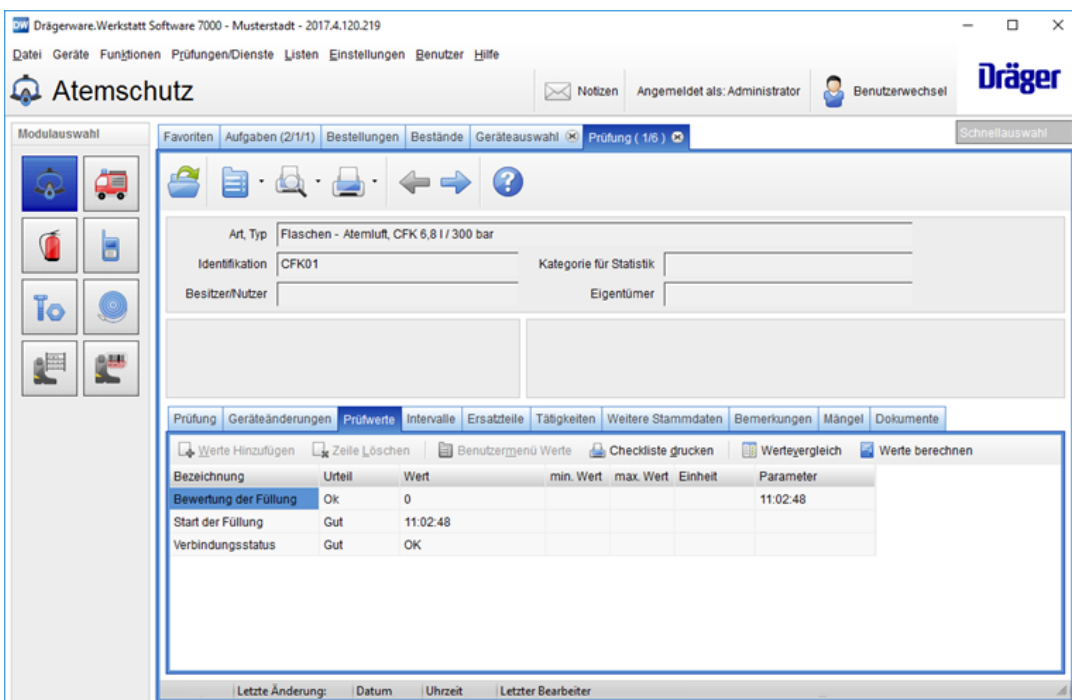 DW Drägerware.Werkstatt Software 7000 - Musterstadt - 2017.4.120.219
Datei Geräte Funktionen Prüfungen/Dienste Listen Einstellungen Benutzer Hilfe
Atemschutz
Notizen Angemeldet als: Administrator Benutzerwechsel
Dräger
Modulauswahl
Favoriten Aufgaben (2/1/1) Bestellungen Bestände Geräteauswahl Prüfung ( 1/6 ) Schnellauswahl
Art, Typ Flaschen - Atemluft, CFK 6,8 l / 300 bar
Identifikation CFK01 Kategorie für Statistik
Besitzer/Nutzer Eigentümer
Prüfung Geräteänderungen Prüfwerte Intervalle Ersatzteile Tätigkeiten Weitere Stammdaten Bemerkungen Mängel Dokumente
Werte Hinzufügen Zeile Löschen Benutzermenü Werte Checkliste drucken Wertevergleich Werte berechnen
Bezeichnung Urteil Wert min. Wert max. Wert Einheit Parameter
Bewertung der Füllung Ok 0 11:02:48
Start der Füllung Gut 11:02:48
Verbindungsstatus Gut OK
Letzte Änderung: Datum Uhrzeit Letzter Bearbeiter